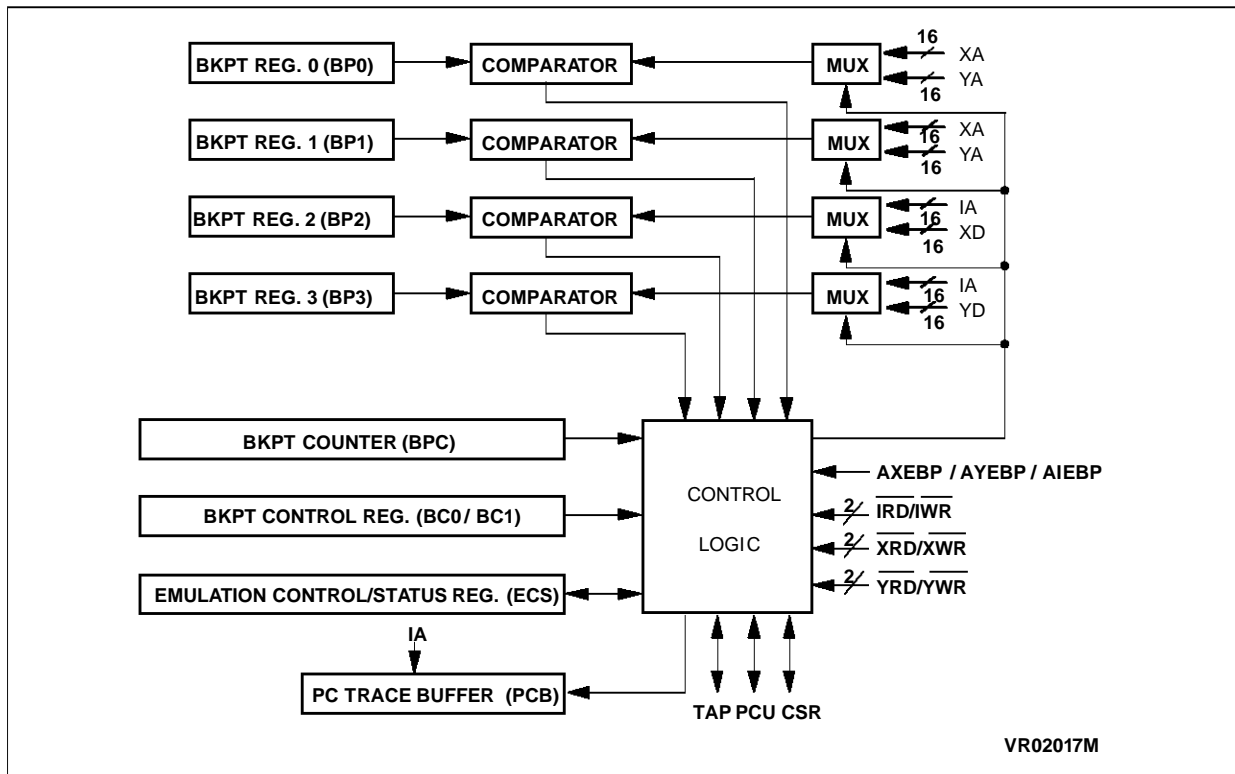 16
BKPT REG. 0 (BP0) COMPARATOR MUX XA
YA
16
BKPT REG. 1 (BP1) COMPARATOR MUX XA
16
YA
16
BKPT REG. 2 (BP2) COMPARATOR MUX IA
16
XD
16
BKPT REG. 3 (BP3) COMPARATOR MUX IA
16
YD
16
BKPT COUNTER (BPC)
AXEBP / AYEBP / AIEBP
CONTROL
LOGIC
BKPT CONTROL REG. (BC0 / BC1)
2 IRD/IWR
2 XRD/XWR
2 YRD/YWR
EMULATION CONTROL/STATUS REG. (ECS)
IA
PC TRACE BUFFER (PCB)
TAP PCU CSR
VR02017M